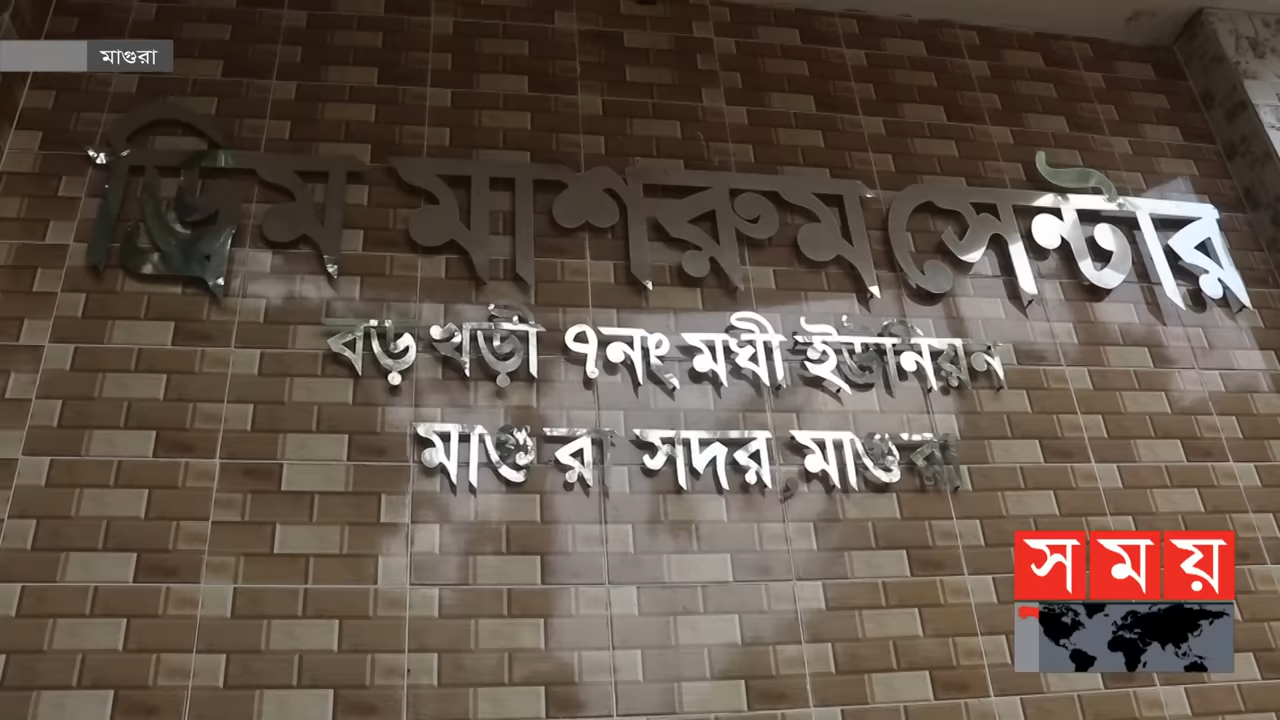 মাগুরা
ড্রিম মাশরুম সেন্টার
বড় খড়ী ৭নং মঘী ইউনিয়ন
মাগুরা সদর, মাগুরা
সময়